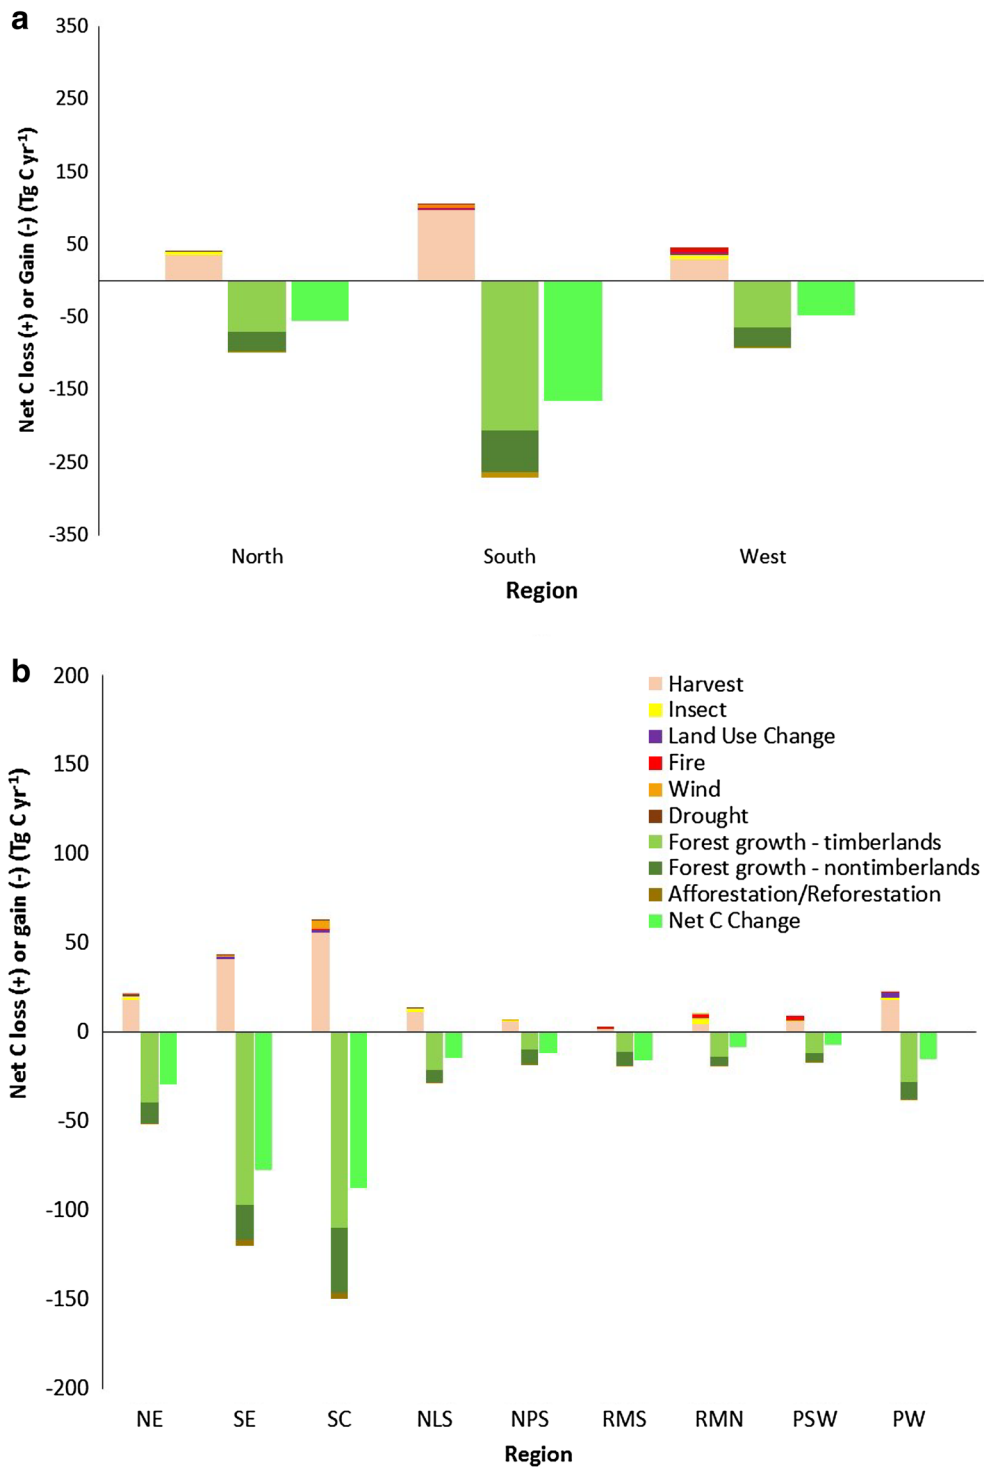 a
350
250
150
50
-50
-150
-250
-350
Net C loss (+) or Gain (-) (Tg C yr-1)
North South West
Region
b
200
150
100
50
0
-50
-100
-150
-200
Net C loss (+) or gain (-) (Tg C yr-1)
Harvest
Insect
Land Use Change
Fire
Wind
Drought
Forest growth - timberlands
Forest growth - nontimberlands
Afforestation/Reforestation
Net C Change
NE SE SC NLS NPS RMS RMN PSW PW
Region